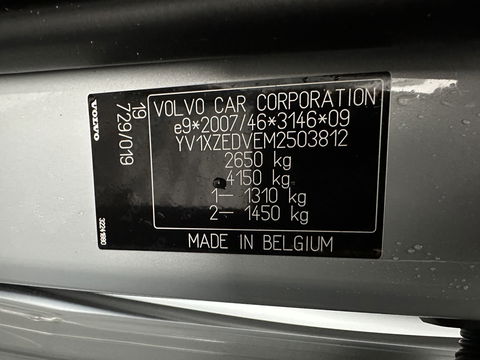 VOLVO CAR CORPORATION
e9*2007/46*3146*09
YV1XZEDVEM2503812
2650 kg
4150 kg
1— 1310 kg
2— 1450 kg
MADE IN BELGIUM
VOLVO
19
729/019